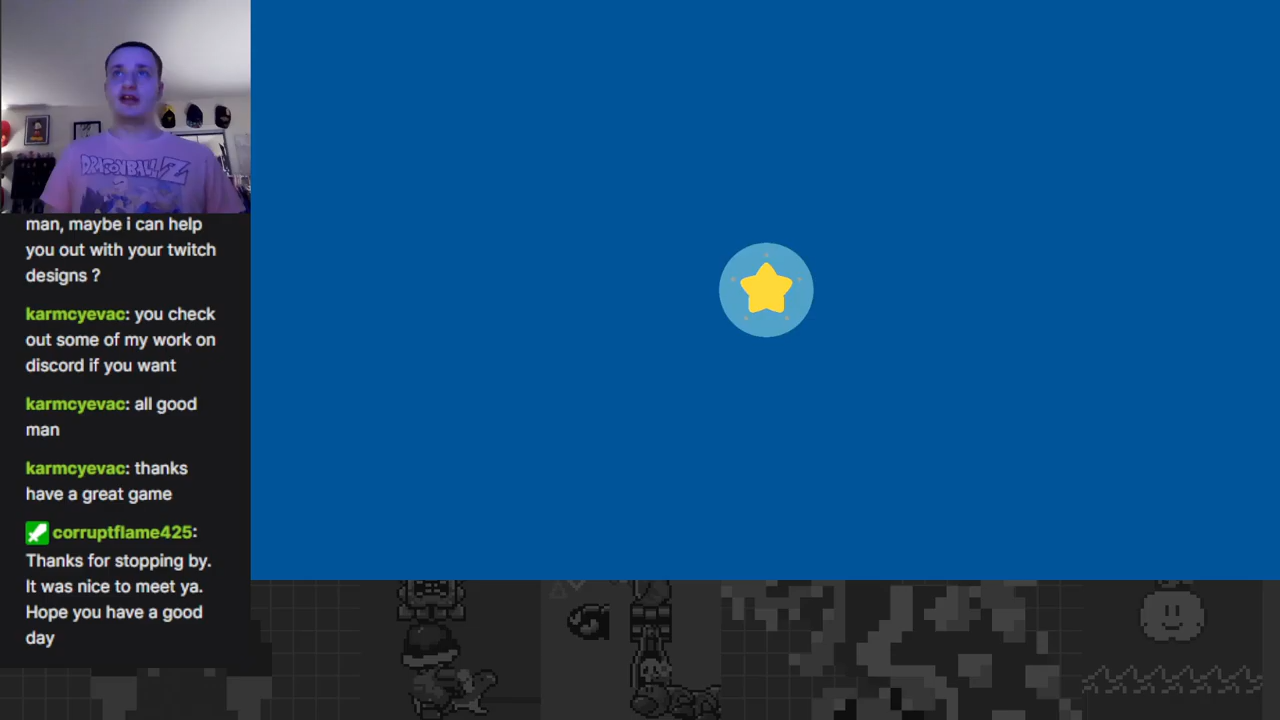 DRAGONBALL Z
man, maybe i can help
you out with your twitch
designs ?
karmcyevac: you check
out some of my work on
discord if you want
karmcyevac: all good
man
karmcyevac: thanks
have a great game
corruptflame425:
Thanks for stopping by.
It was nice to meet ya.
Hope you have a good
day